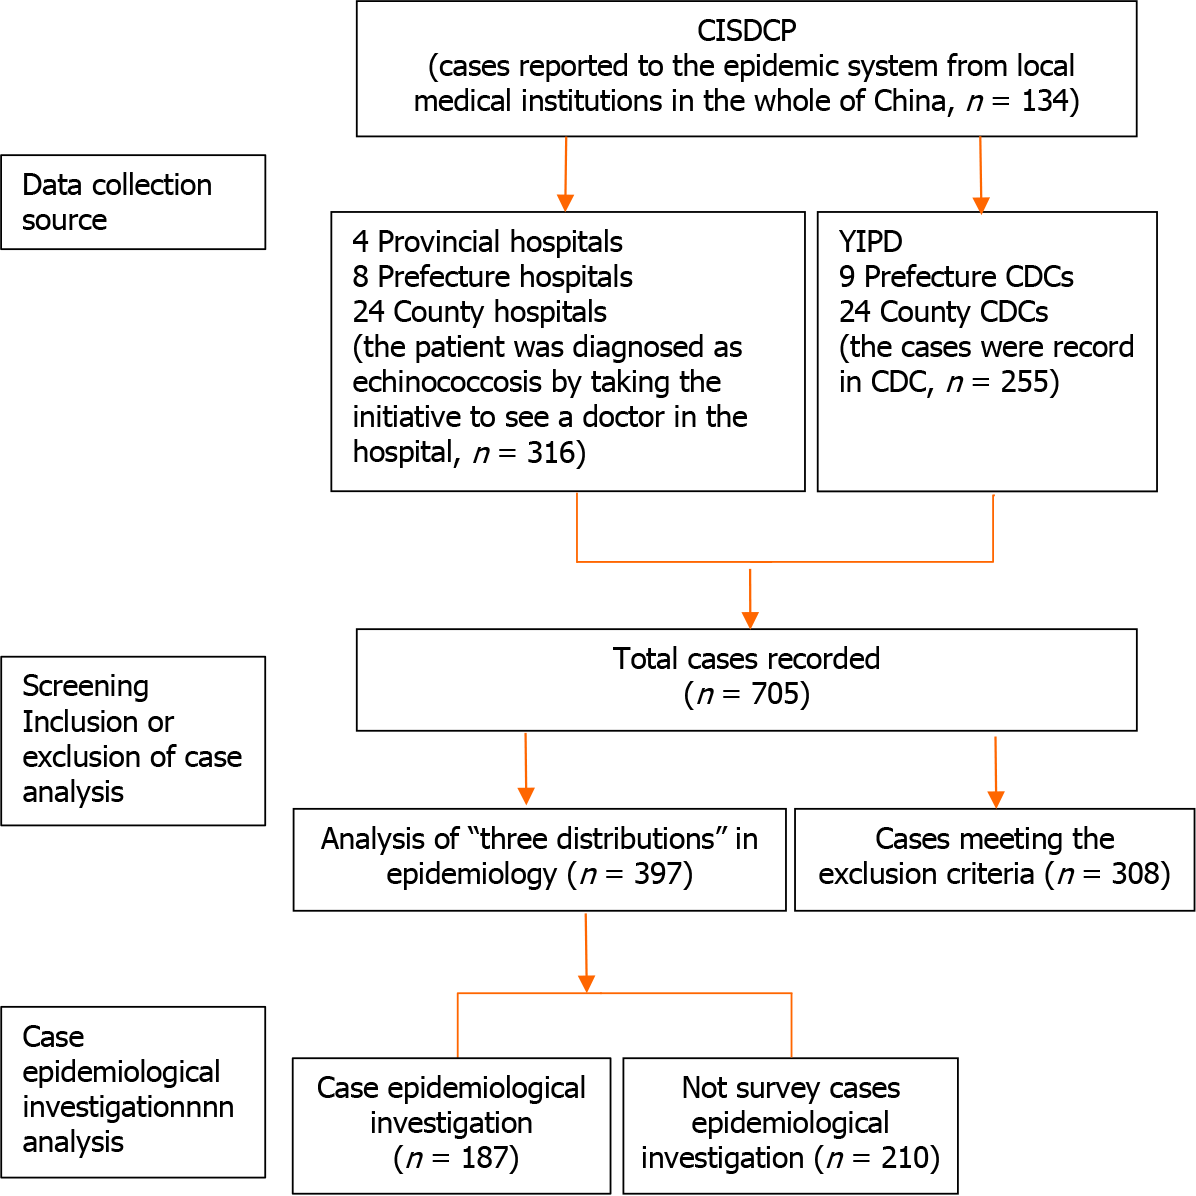 CISDCP
(cases reported to the epidemic system from local
medical institutions in the whole of China, n = 134)
Data collection
source
4 Provincial hospitals
8 Prefecture hospitals
24 County hospitals
(the patient was diagnosed as
echinococcosis by taking the
initiative to see a doctor in the
hospital, n = 316)
YIPD
9 Prefecture CDCs
24 County CDCs
(the cases were record
in CDC, n = 255)
Total cases recorded
(n = 705)
Screening
Inclusion or
exclusion of case
analysis
Analysis of “three distributions” in
epidemiology (n = 397)
Cases meeting the
exclusion criteria (n = 308)
Case
epidemiological
investigationnnn
analysis
Case epidemiological
investigation
(n = 187)
Not survey cases
epidemiological
investigation (n = 210)